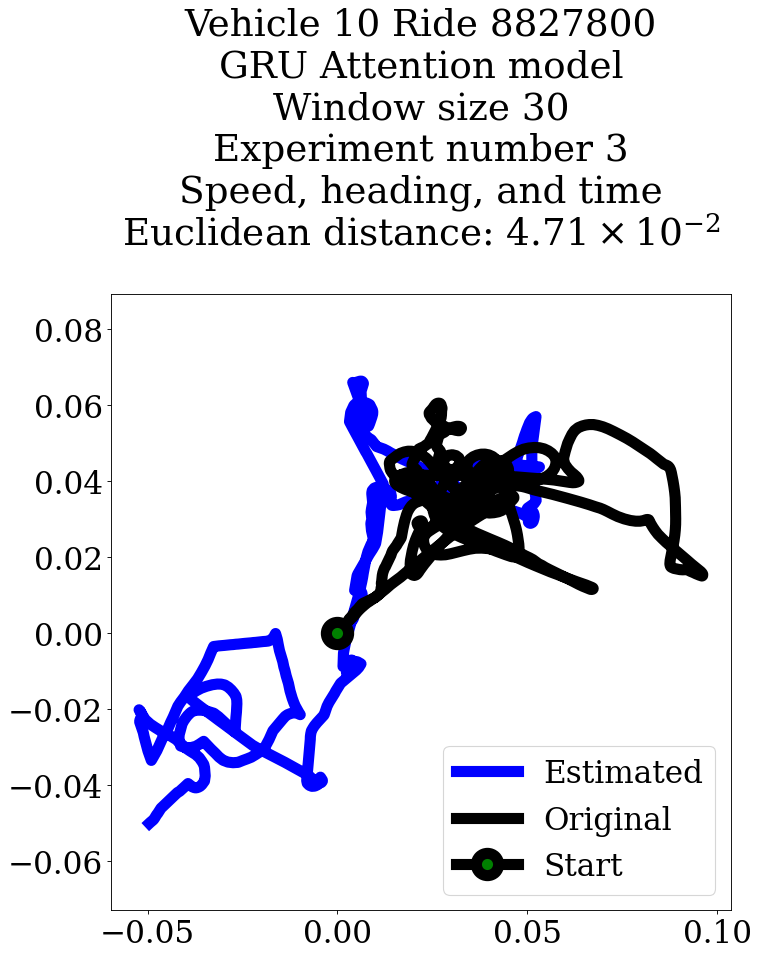 Vehicle 10 Ride 8827800
GRU Attention model
Window size 30
Experiment number 3
Speed, heading, and time
Euclidean distance: 4.71 × 10⁻²
0.08
0.06
0.04
0.02
0.00
−0.02
−0.04
−0.06
Estimated
Original
Start
−0.05 0.00 0.05 0.10